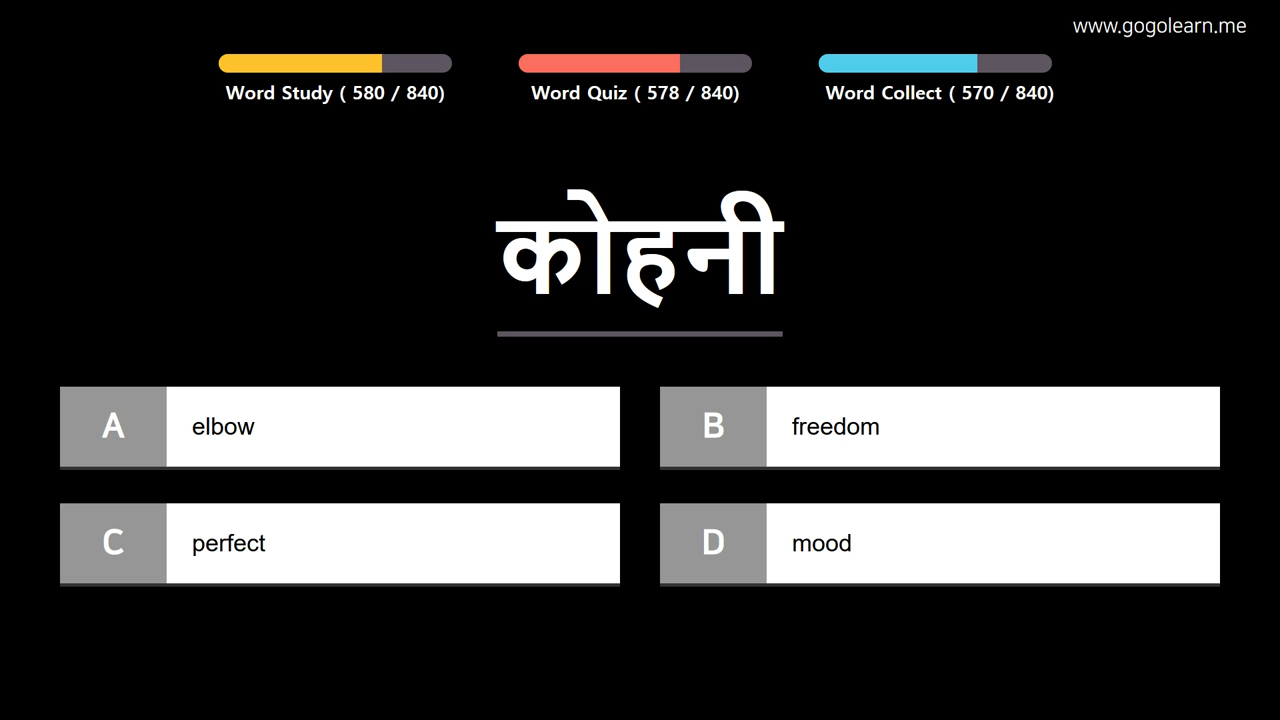 www.gogolearn.me
Word Study ( 580 / 840)
Word Quiz ( 578 / 840)
Word Collect ( 570 / 840)
कोहनी
A elbow
B freedom
C perfect
D mood